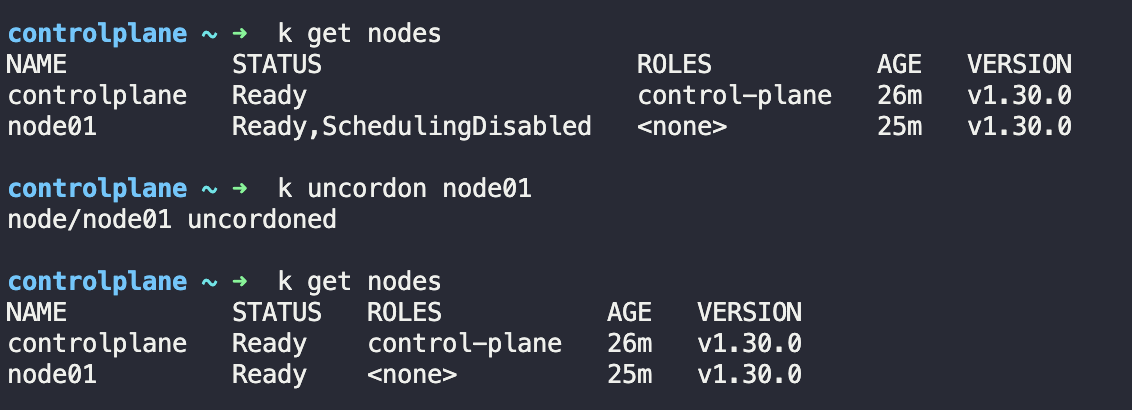 controlplane ~ ➜  k get nodes
NAME           STATUS                     ROLES           AGE   VERSION
controlplane   Ready                      control-plane   26m   v1.30.0
node01         Ready,SchedulingDisabled   <none>          25m   v1.30.0
controlplane ~ ➜  k uncordon node01
node/node01 uncordoned
controlplane ~ ➜  k get nodes
NAME           STATUS   ROLES           AGE   VERSION
controlplane   Ready    control-plane   26m   v1.30.0
node01         Ready    <none>          25m   v1.30.0